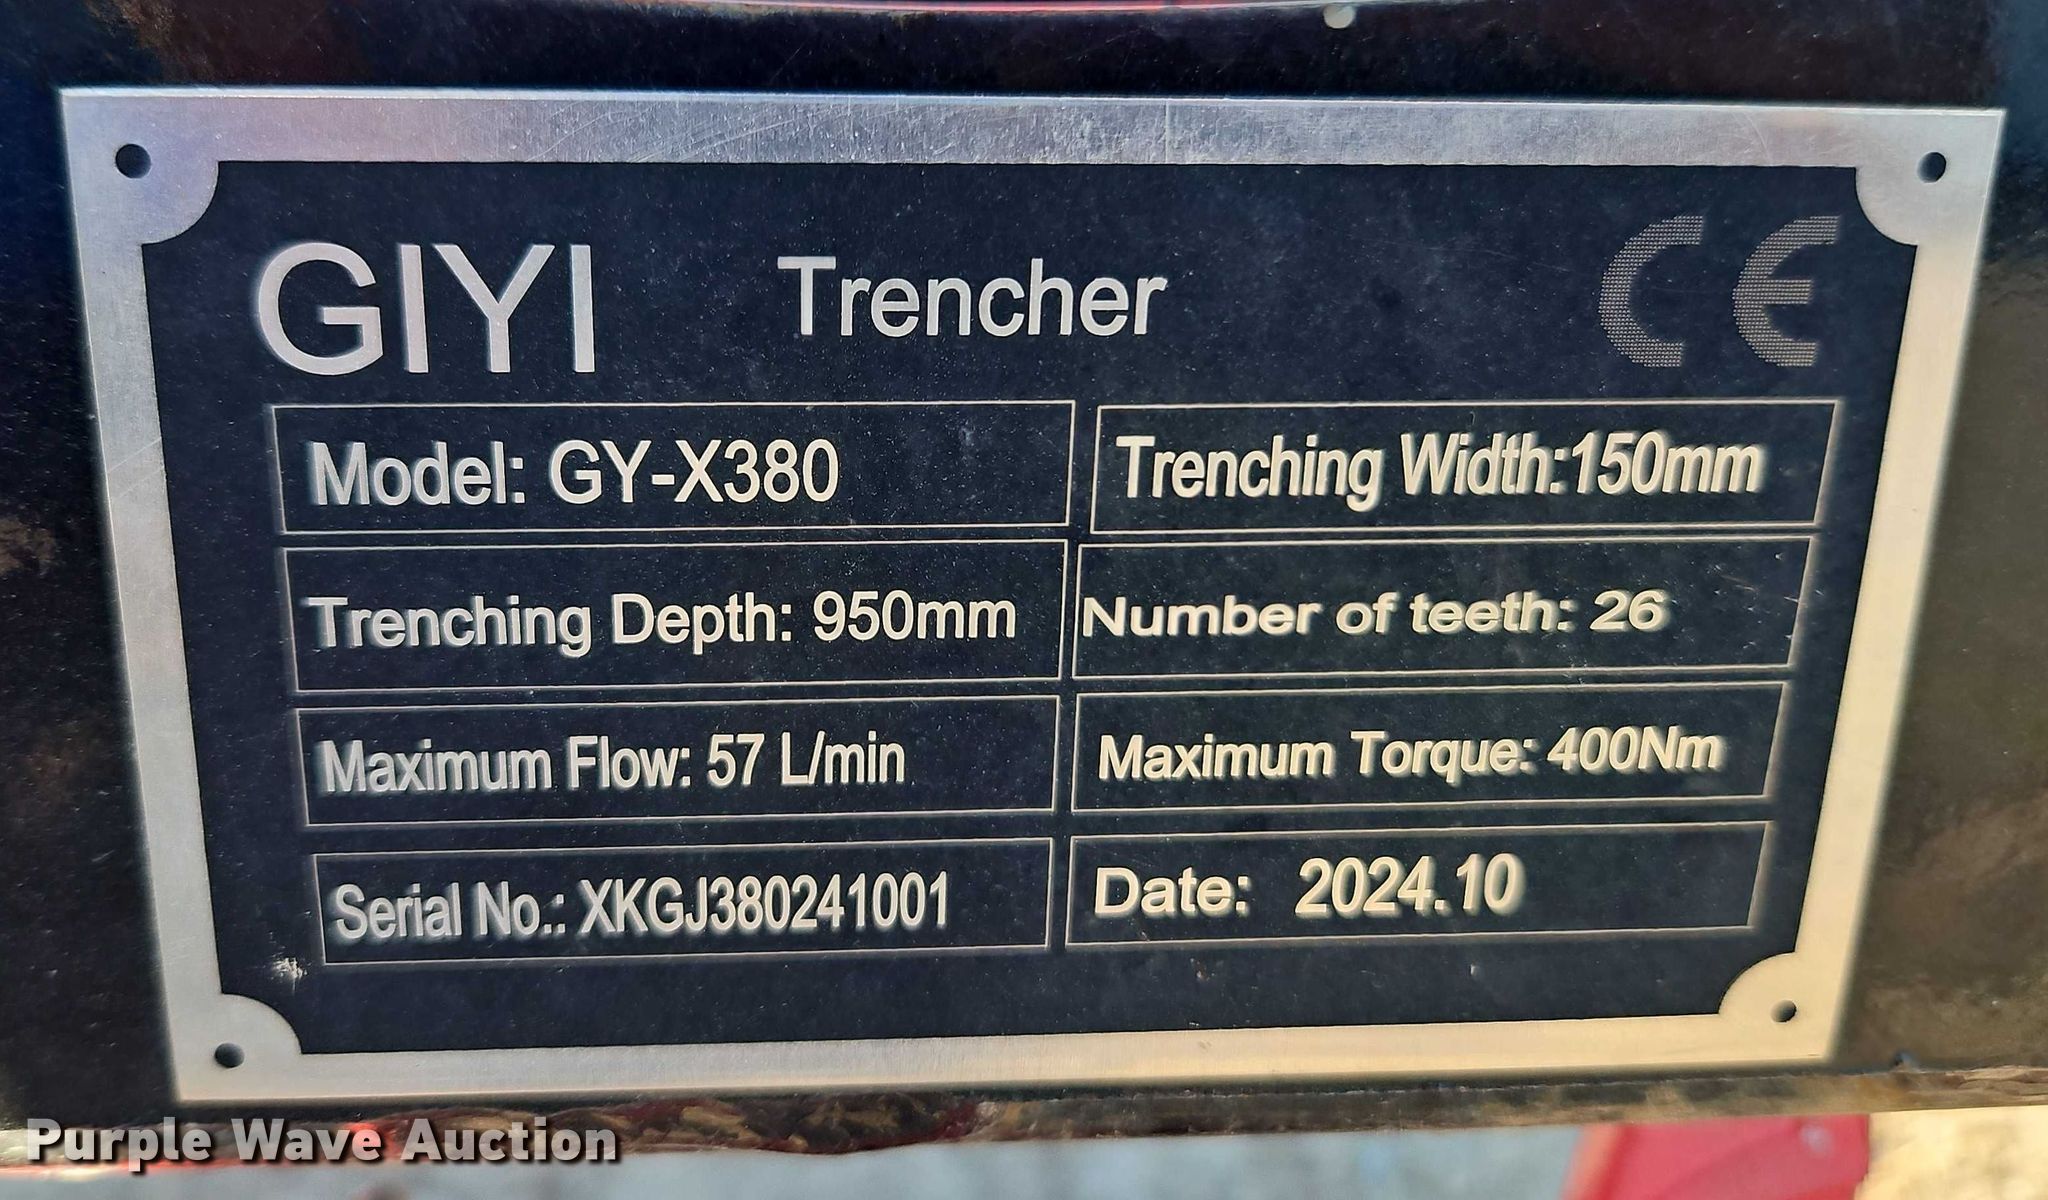 GIYI Trencher CE
Model: GY-X380
Trenching Width:150mm
Trenching Depth: 950mm
Number of teeth: 26
Maximum Flow: 57 L/min
Maximum Torque: 400Nm
Serial No.: XKGJ380241001
Date: 2024.10
Purple Wave Auction